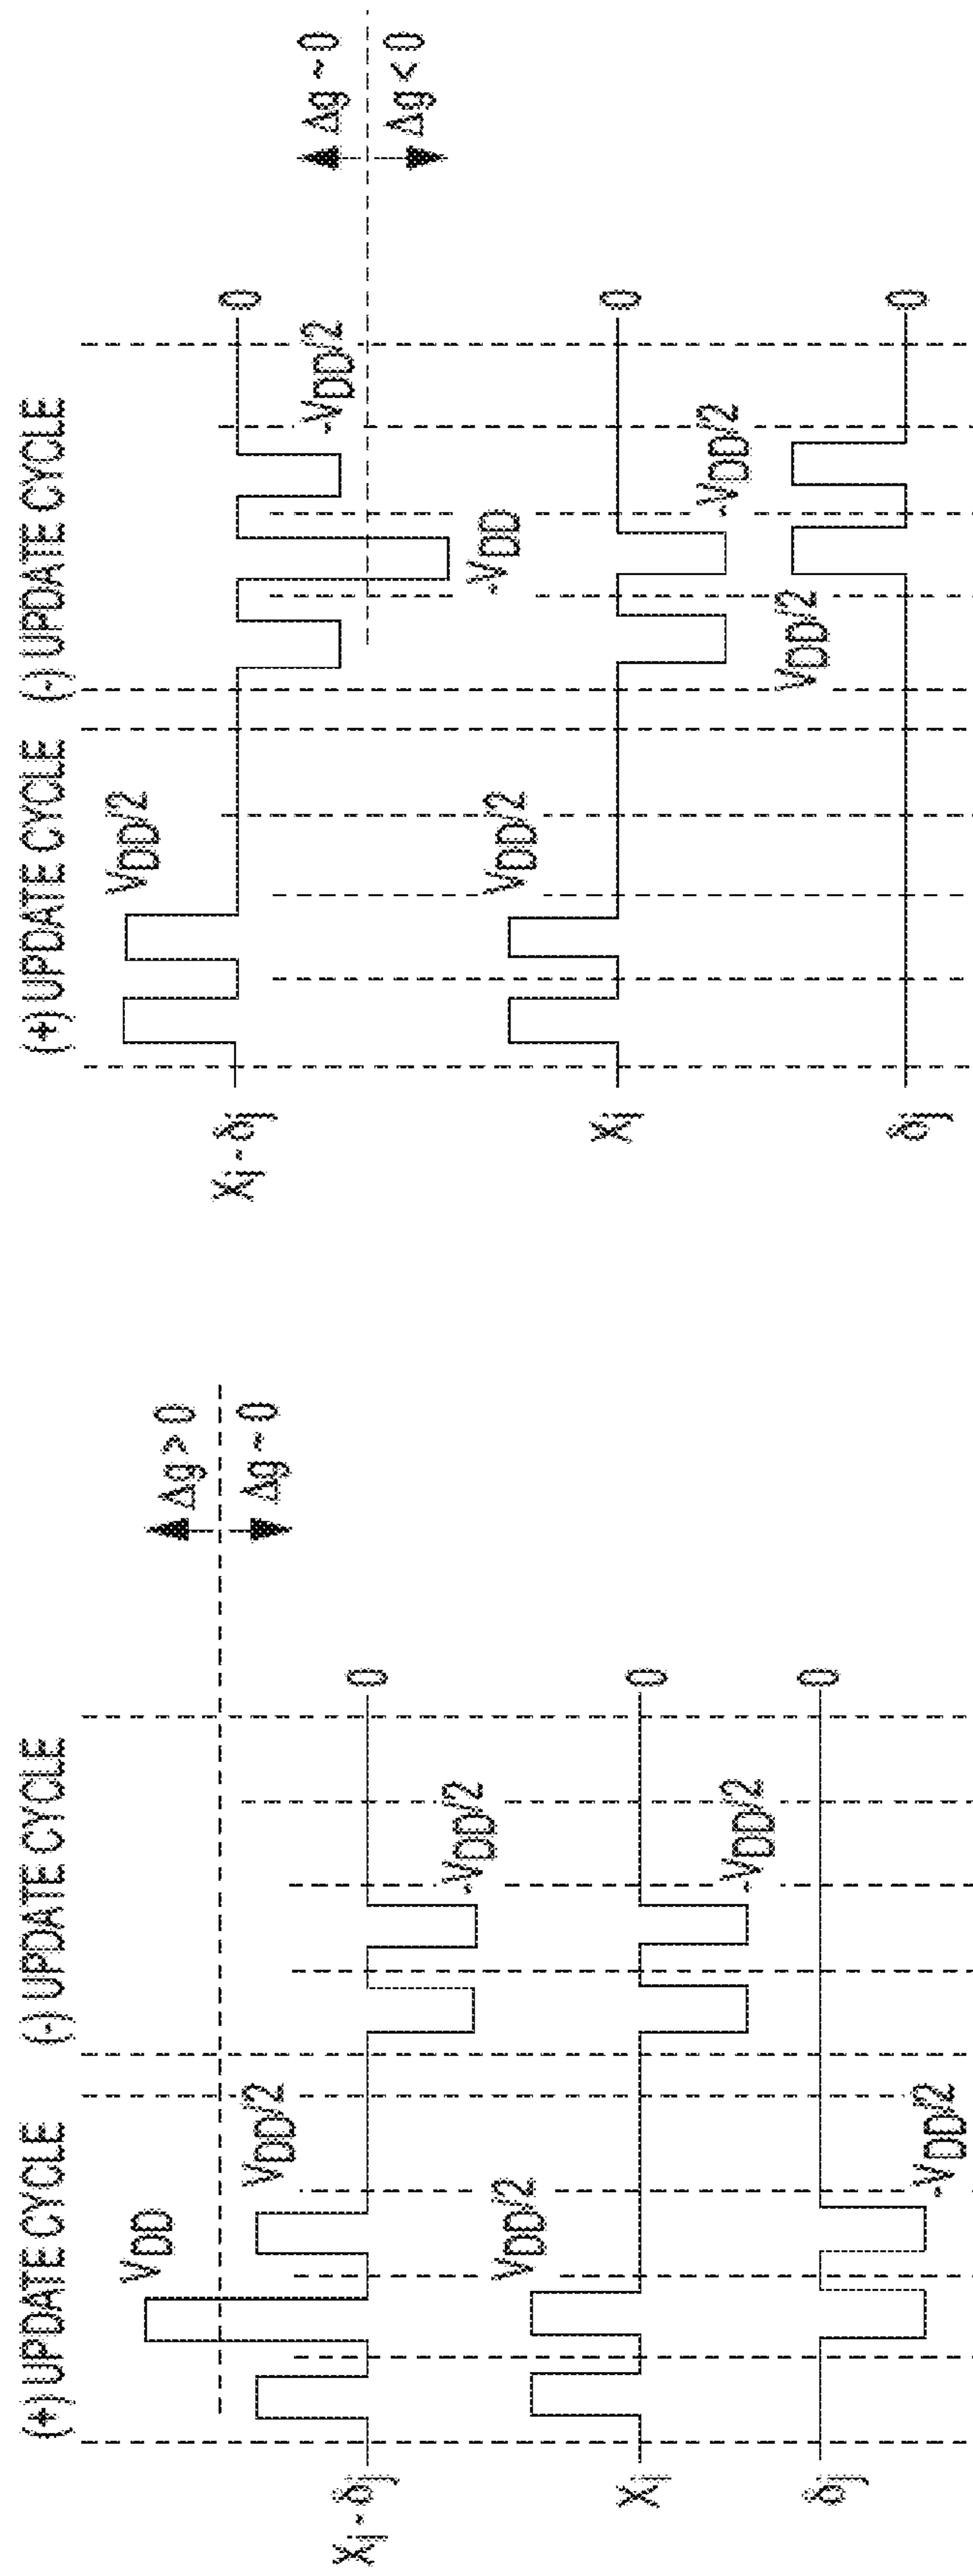 (+) UPDATE CYCLE (-) UPDATE CYCLE
VDD
VDD/2
Δg > 0
Δg ~ 0
Xi - δj
0
-VDD/2
VDD/2
Xi
0
-VDD/2
δj
0
-VDD/2
(+) UPDATE CYCLE (-) UPDATE CYCLE
VDD/2
Xi - δj
0
-VDD/2
Δg ~ 0
Δg < 0
-VDD
VDD/2
Xi
0
-VDD/2
VDD/2
δj
0